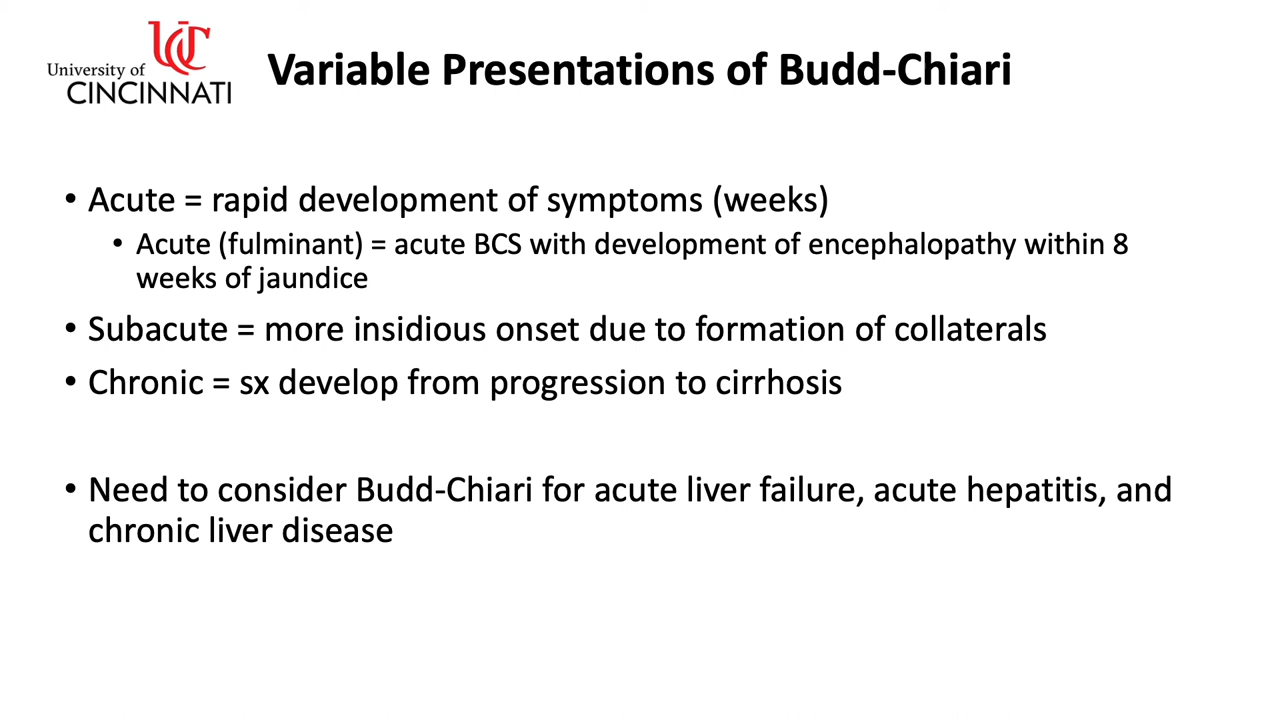 University of
CINCINNATI
Variable Presentations of Budd-Chiari
• Acute = rapid development of symptoms (weeks)
• Acute (fulminant) = acute BCS with development of encephalopathy within 8
weeks of jaundice
• Subacute = more insidious onset due to formation of collaterals
• Chronic = sx develop from progression to cirrhosis
• Need to consider Budd-Chiari for acute liver failure, acute hepatitis, and
chronic liver disease